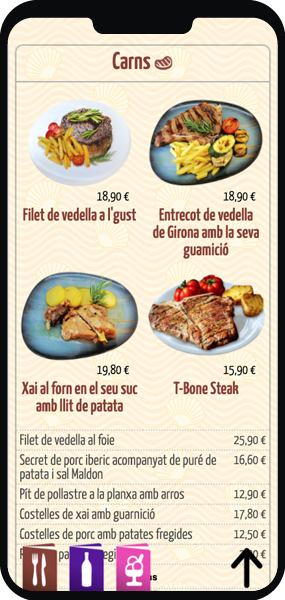 Carns
18,90 €
Filet de vedella a l'gust
18,90 €
Entrecot de vedella
de Girona amb la seva
guarnició
19,80 €
Xai al forn en el seu suc
amb llit de patata
15,90 €
T-Bone Steak
Filet de vedella al foie 25,90 €
Secret de porc iberic acompanyat de puré de 16,60 €
patata i sal Maldon
Pit de pollastre a la planxa amb arros 12,90 €
Costelles de xai amb guarnició 17,80 €
Costelles de porc amb patates fregides 12,50 €